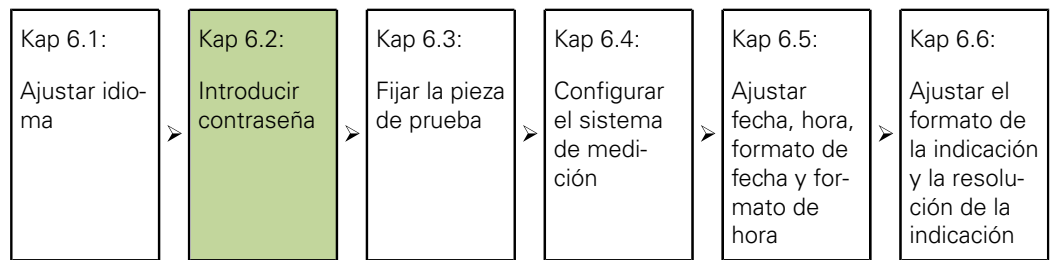 Kap 6.1:
Ajustar idio-
ma
➢
Kap 6.2:
Introducir
contraseña
➢
Kap 6.3:
Fijar la pieza
de prueba
➢
Kap 6.4:
Configurar
el sistema
de medi-
ción
➢
Kap 6.5:
Ajustar
fecha, hora,
formato de
fecha y for-
mato de
hora
➢
Kap 6.6:
Ajustar el
formato de
la indicación
y la resolu-
ción de la
indicación